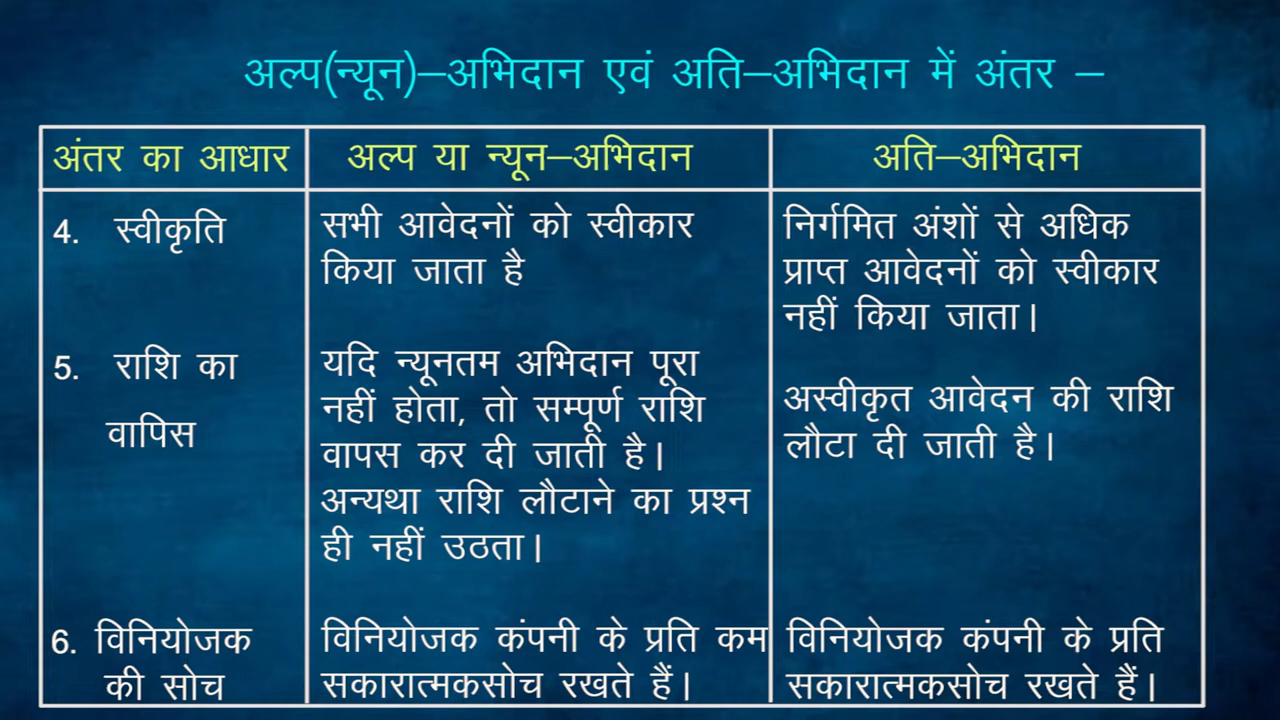 अल्प(न्यून)–अभिदान एवं अति–अभिदान में अंतर –
अंतर का आधार
अल्प या न्यून–अभिदान
अति–अभिदान
4. स्वीकृति
सभी आवेदनों को स्वीकार
किया जाता है
निर्गमित अंशों से अधिक
प्राप्त आवेदनों को स्वीकार
नहीं किया जाता।
5. राशि का
वापिस
यदि न्यूनतम अभिदान पूरा
नहीं होता, तो सम्पूर्ण राशि
वापस कर दी जाती है।
अन्यथा राशि लौटाने का प्रश्न
ही नहीं उठता।
अस्वीकृत आवेदन की राशि
लौटा दी जाती है।
6. विनियोजक
की सोच
विनियोजक कंपनी के प्रति कम
सकारात्मकसोच रखते हैं।
विनियोजक कंपनी के प्रति
सकारात्मकसोच रखते हैं।